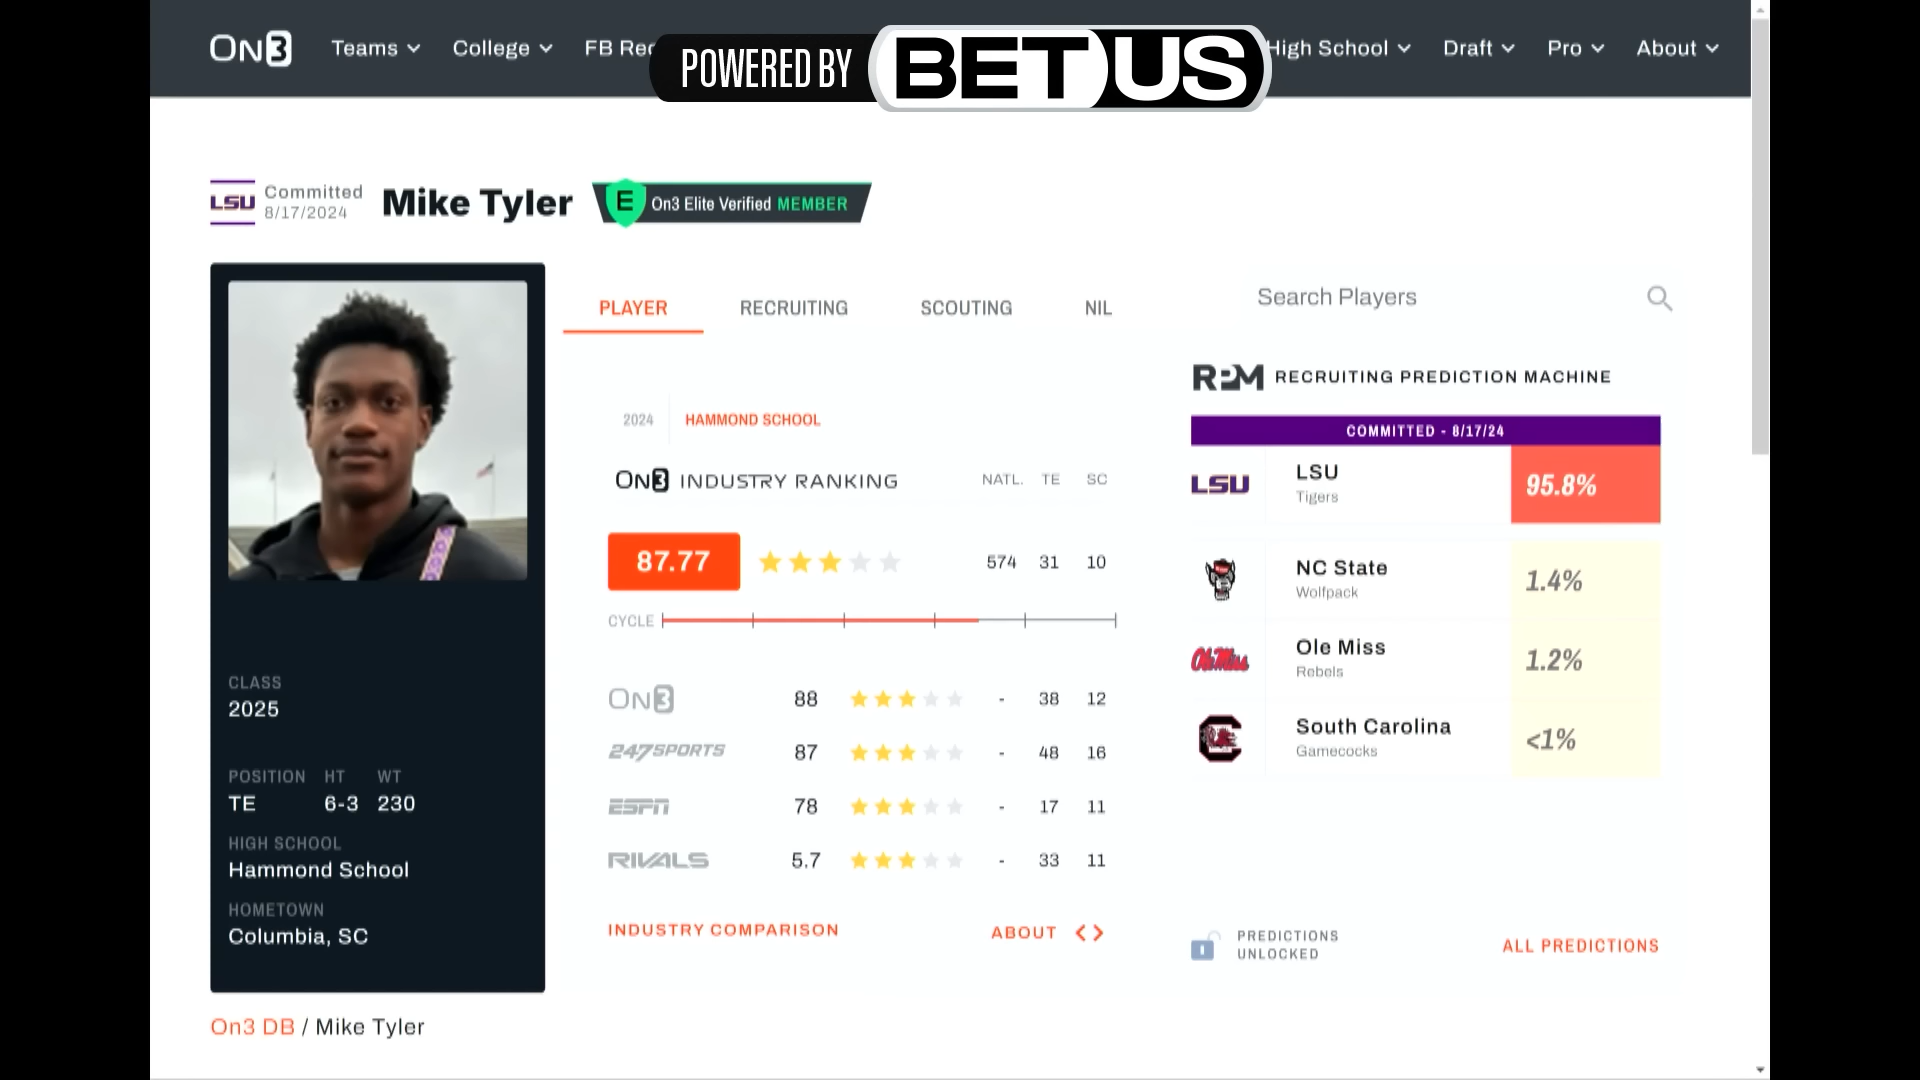 ON3 Teams College FB Rec High School Draft Pro About
POWERED BY BETUS
LSU Committed 8/17/2024 Mike Tyler E On3 Elite Verified MEMBER
PLAYER RECRUITING SCOUTING NIL
Search Players
2024 HAMMOND SCHOOL
ON3 INDUSTRY RANKING NATL. TE SC
87.77 574 31 10
CYCLE
ON3 88 - 38 12
247SPORTS 87 - 48 16
ESPN 78 - 17 11
RIVALS 5.7 - 33 11
INDUSTRY COMPARISON ABOUT < >
CLASS
2025
POSITION HT WT
TE 6-3 230
HIGH SCHOOL
Hammond School
HOMETOWN
Columbia, SC
RPM RECRUITING PREDICTION MACHINE
COMMITTED - 8/17/24
LSU LSU 95.8%
Tigers
NC State 1.4%
Wolfpack
Ole Miss Ole Miss 1.2%
Rebels
South Carolina <1%
Gamecocks
PREDICTIONS
UNLOCKED
ALL PREDICTIONS
On3 DB / Mike Tyler